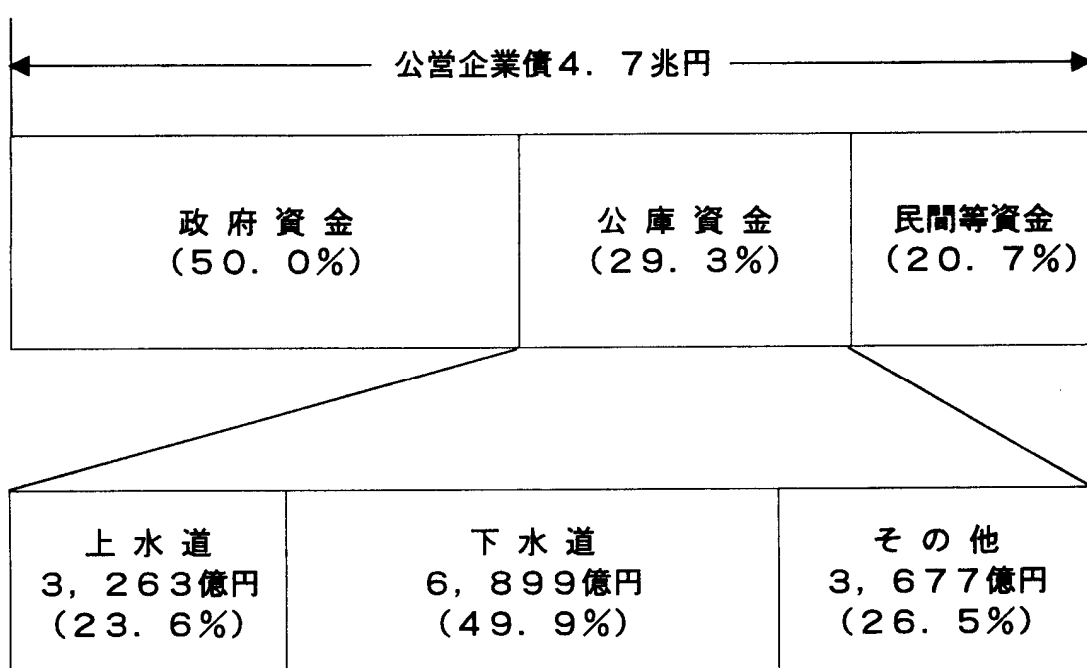 公営企業債4．7兆円
政府資金
(50．0%)
公庫資金
(29．3%)
民間等資金
(20．7%)
上水道
3，263億円
(23．6%)
下水道
6，899億円
(49．9%)
その他
3，677億円
(26．5%)